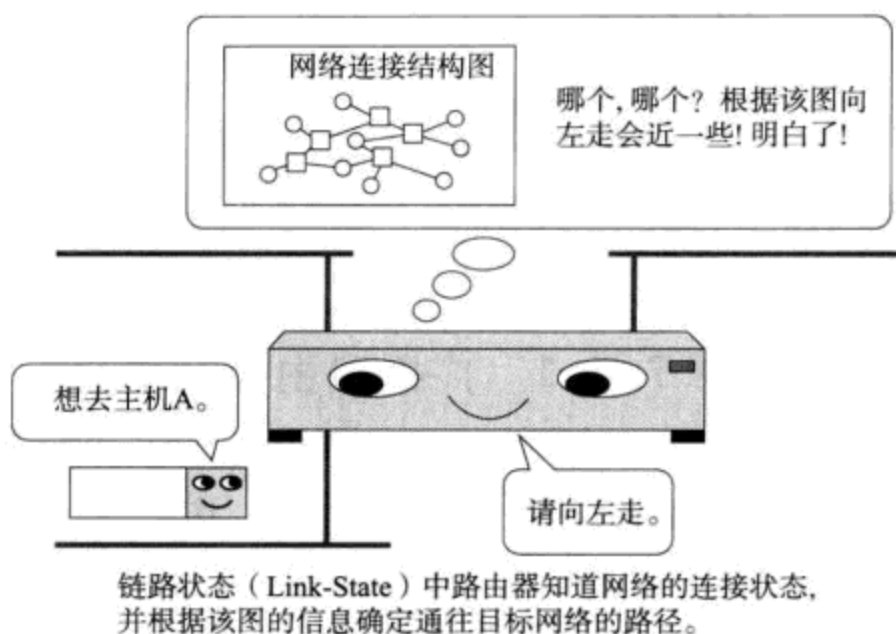 网络连接结构图
哪个,哪个？根据该图向
左走会近一些!明白了!
想去主机A。
请向左走。
链路状态（Link-State）中路由器知道网络的连接状态,
并根据该图的信息确定通往目标网络的路径。